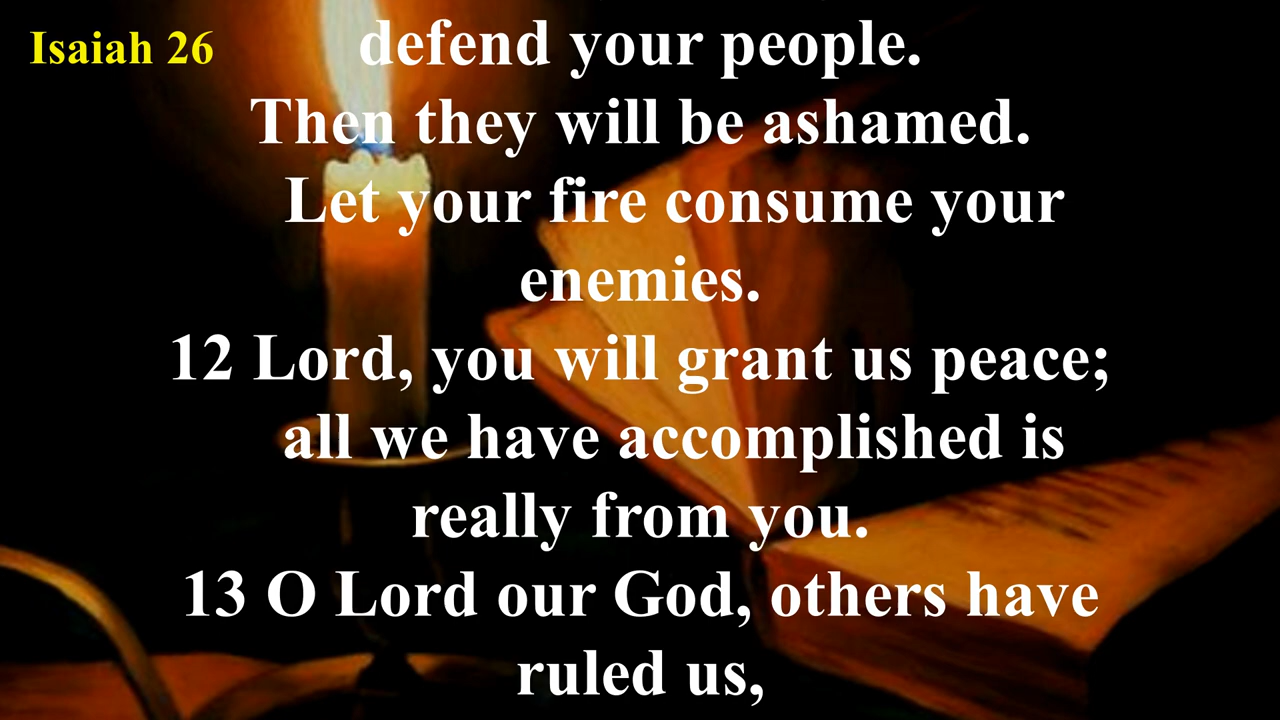 Isaiah 26
defend your people.
Then they will be ashamed.
Let your fire consume your
enemies.
12 Lord, you will grant us peace;
all we have accomplished is
really from you.
13 O Lord our God, others have
ruled us,